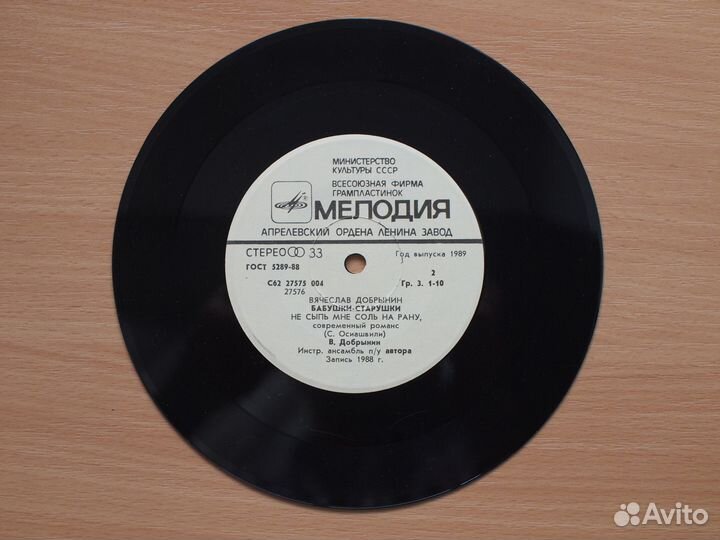 МИНИСТЕРСТВО
КУЛЬТУРЫ СССР
ВСЕСОЮЗНАЯ ФИРМА
ГРАМПЛАСТИНОК
МЕЛОДИЯ
АПРЕЛЕВСКИЙ ОРДЕНА ЛЕНИНА ЗАВОД
СТЕРЕО 33
Год выпуска 1989
ГОСТ 5289-88
2
С62 27575 004
Гр. 3. 1-10
27576
ВЯЧЕСЛАВ ДОБРЫНИН
БАБУШКИ-СТАРУШКИ
НЕ СЫПЬ МНЕ СОЛЬ НА РАНУ,
современный романс
(С. Осиашвили)
В. Добрынин
Инстр. ансамбль п/у автора
Запись 1988 г.
Avito